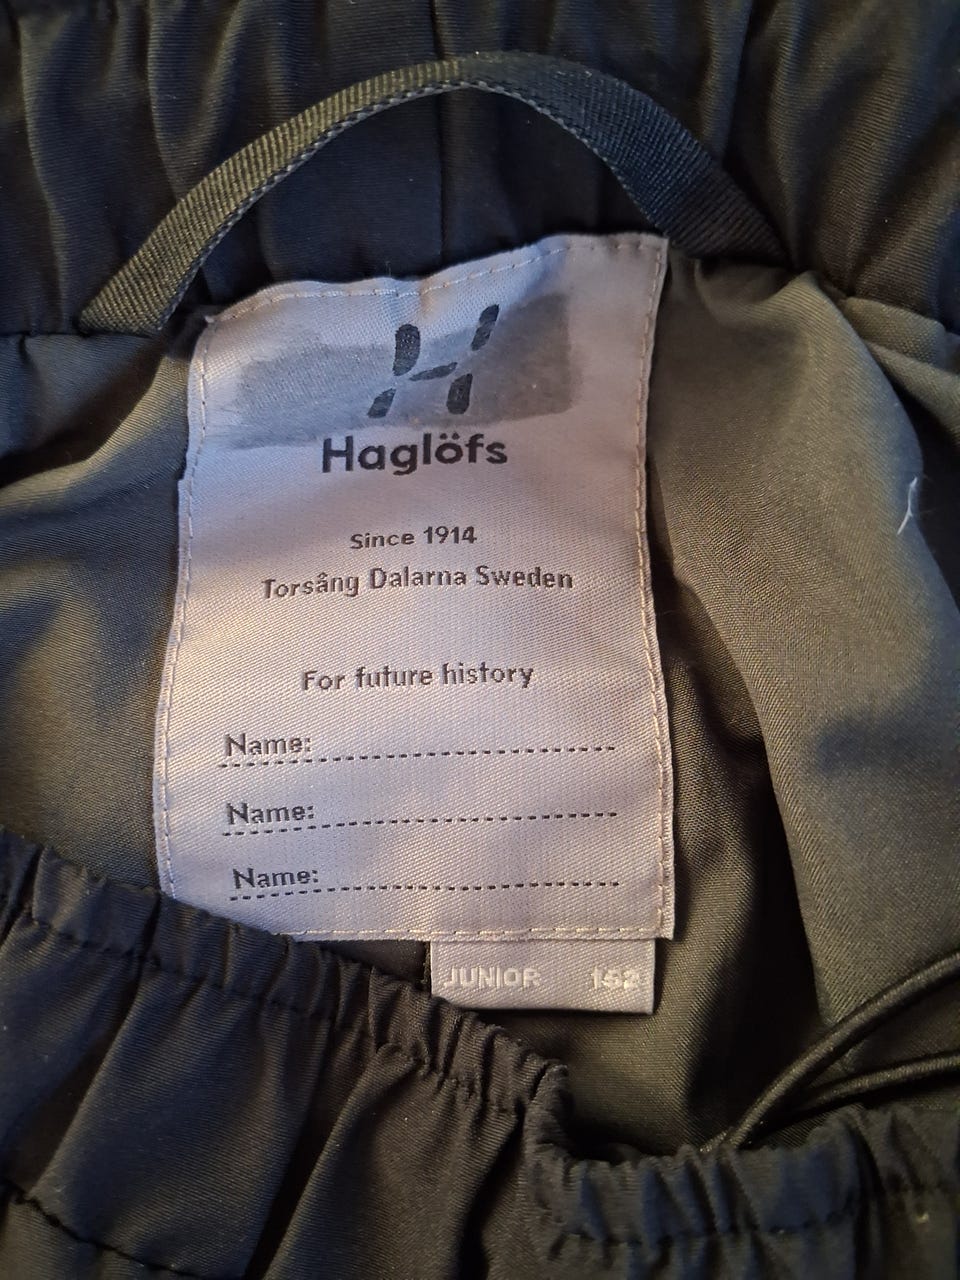 H
Haglöfs
Since 1914
Torsång Dalarna Sweden
For future history
Name:
Name:
Name:
JUNIOR 152